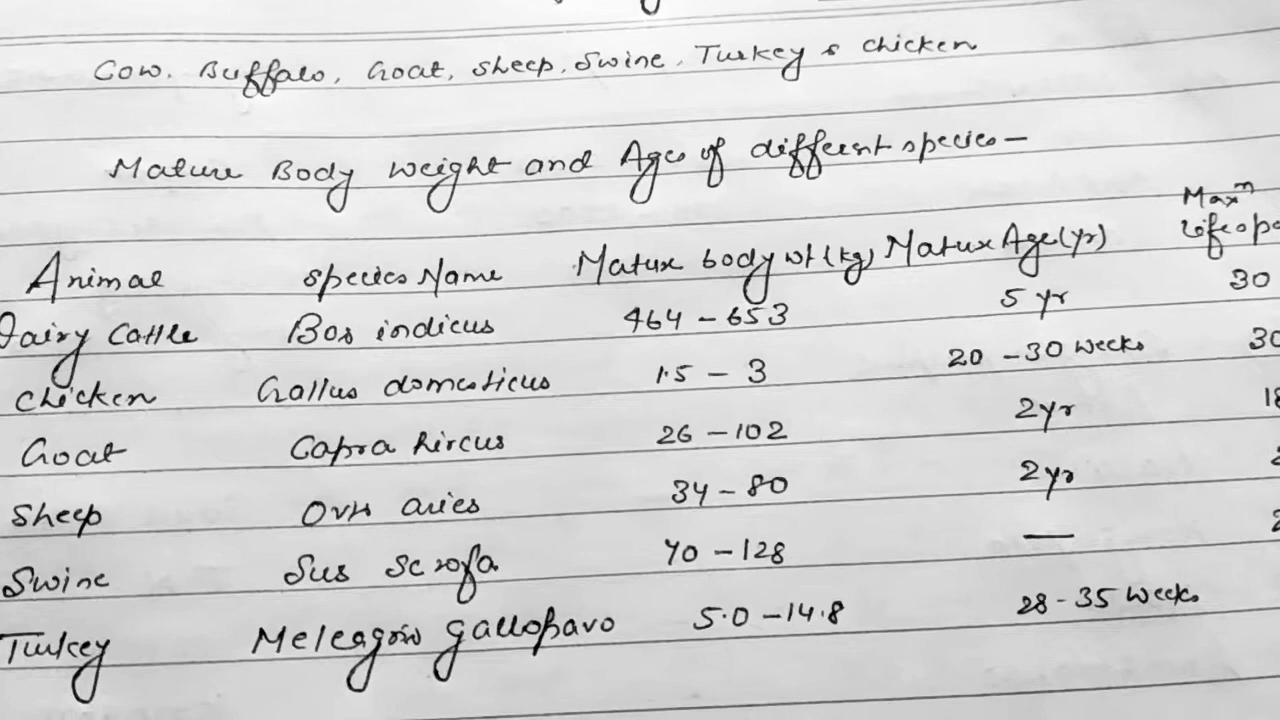 Cow, Buffalo, Goat, Sheep, Swine, Turkey & chicken
Mature Body weight and Ages of different species—
Animal Species Name Mature body wt (kg) Mature Age (yr) Maxm lifespa
Dairy Cattle Bos indicus 464 – 653 5 yr 30
Chicken Gallus domesticus 1.5 – 3 20 – 30 weeks 30
Goat Capra hircus 26 – 102 2 yr 18
Sheep Ovis aries 34 – 80 2 yr
Swine Sus scrofa 70 – 128 —
Turkey Meleagris gallopavo 5.0 – 14.8 28 - 35 weeks